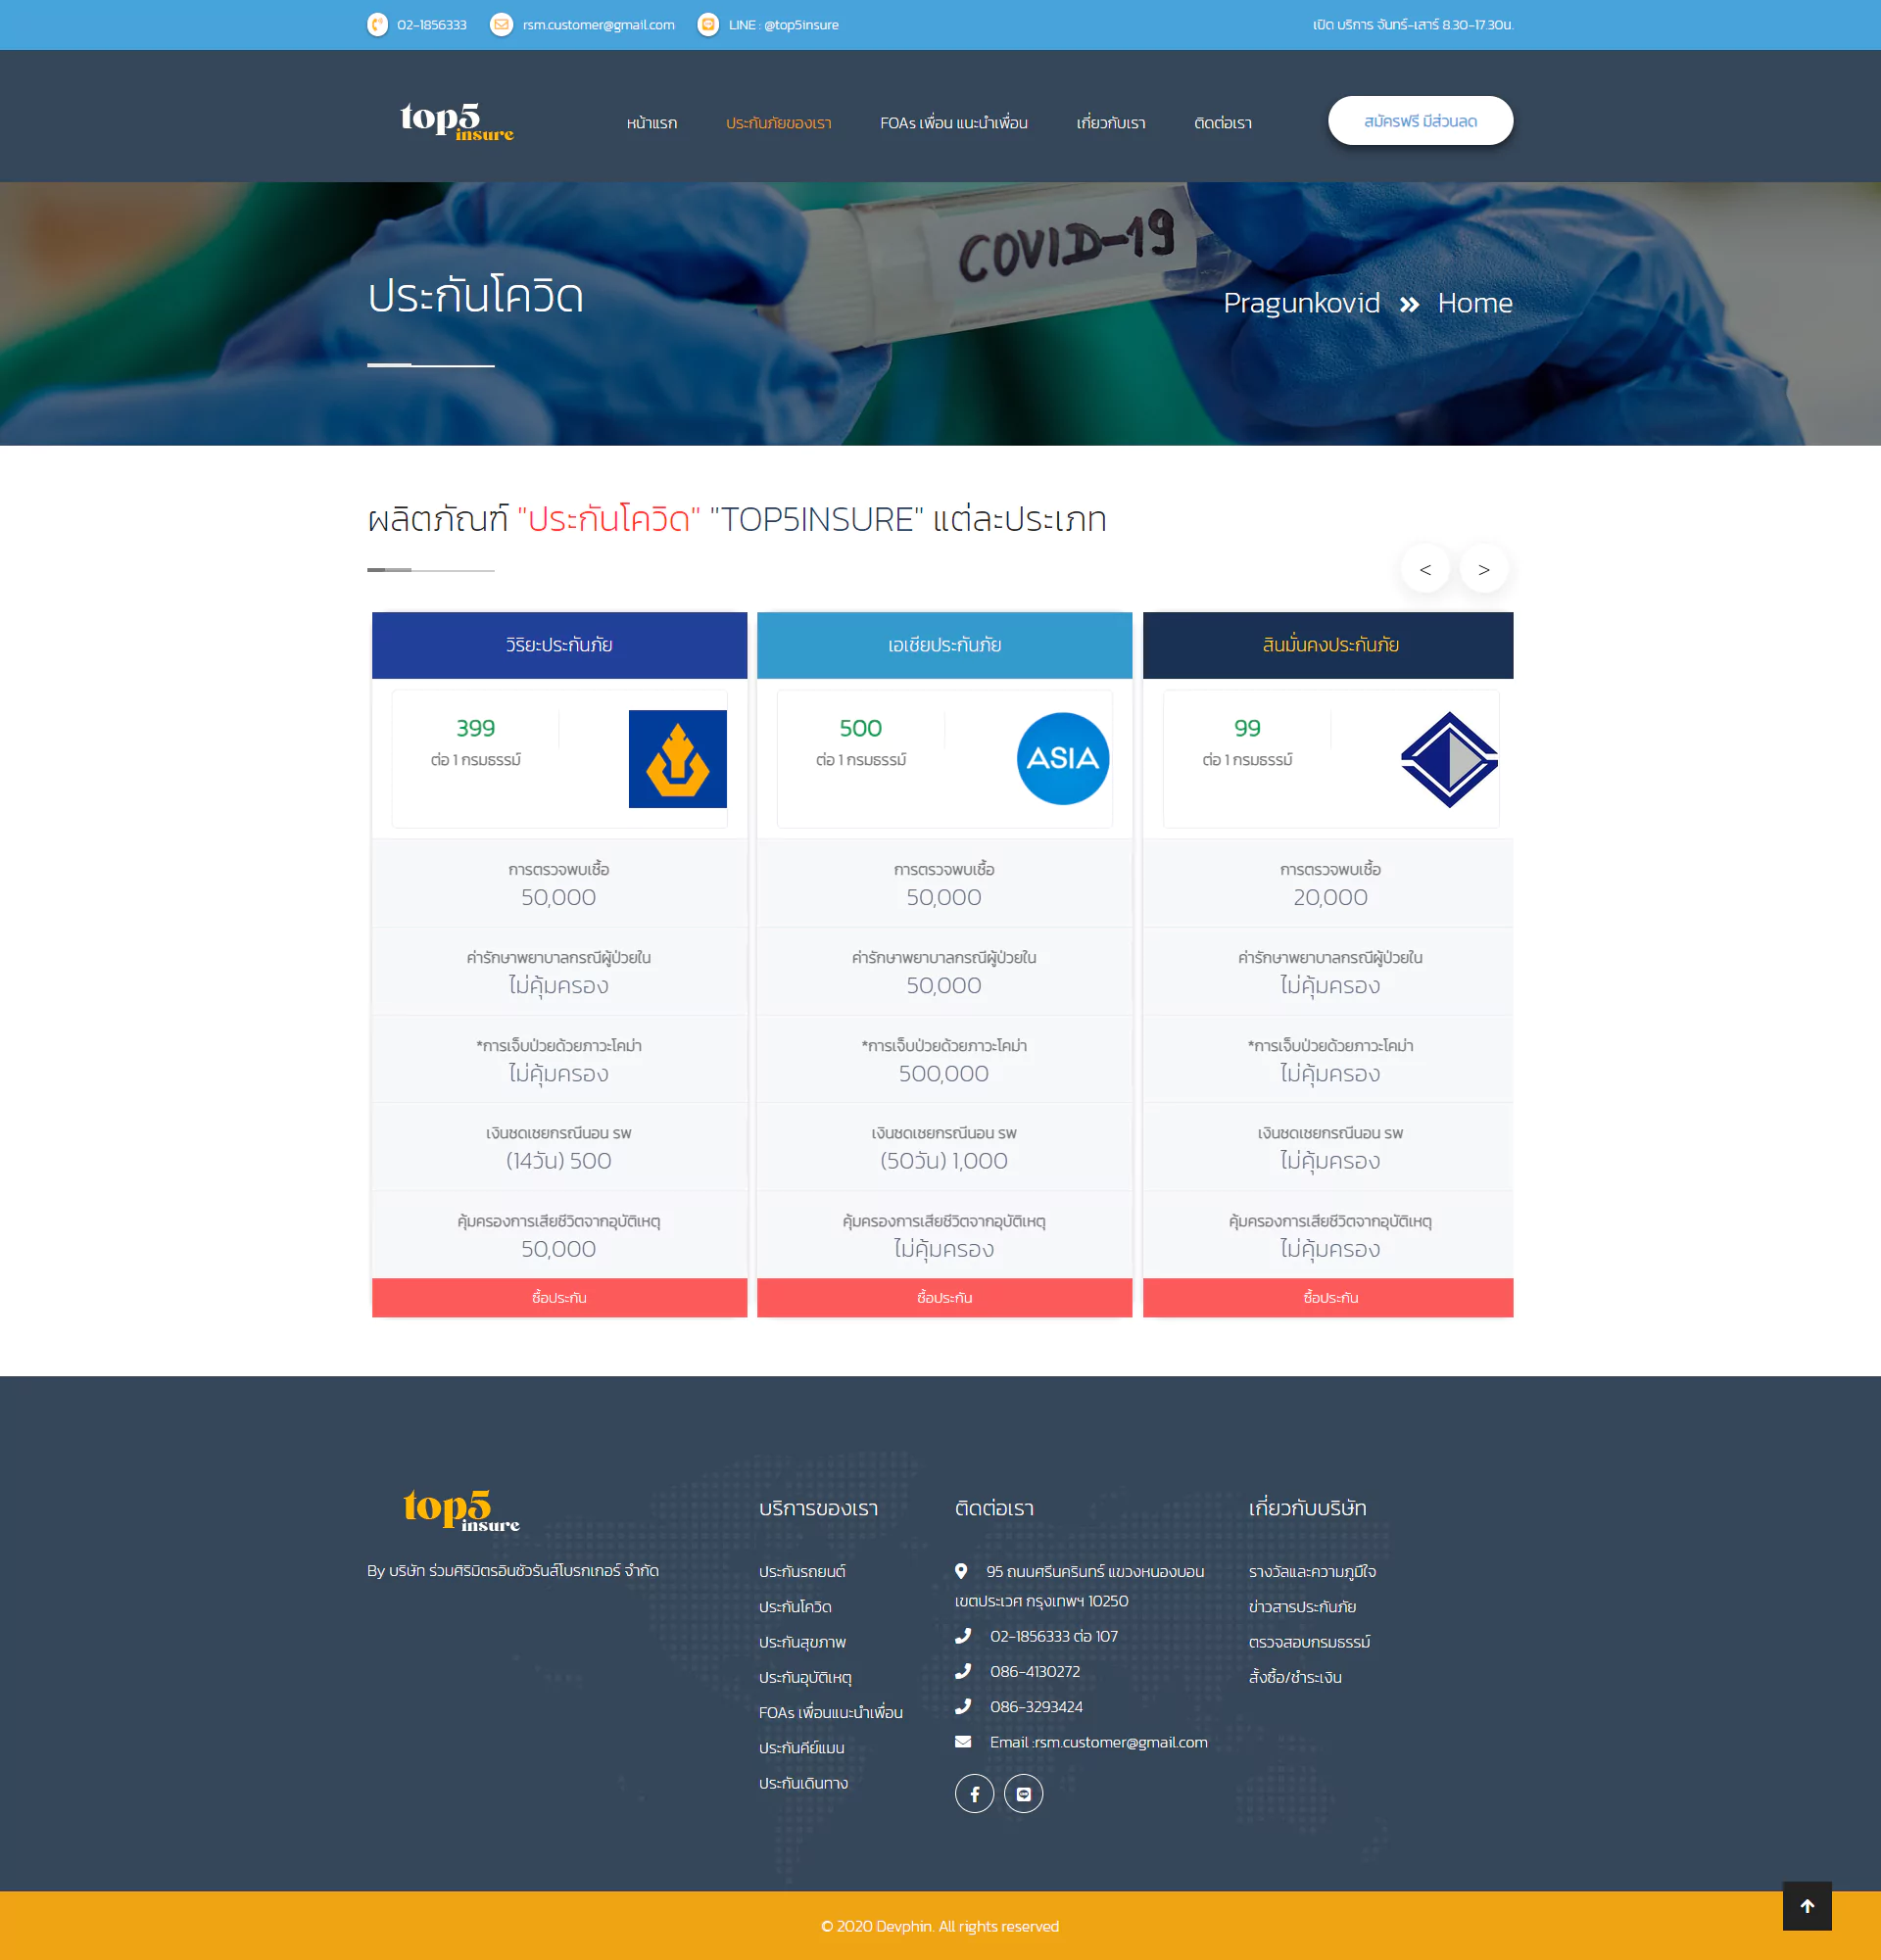 02-1856333 rsm.customer@gmail.com LINE : @top5insure เปิด บริการ จันทร์-เสาร์ 8.30-17.30น.
top5 insure
หน้าแรก ประกันภัยของเรา FOAs เพื่อน แนะนำเพื่อน เกี่ยวกับเรา ติดต่อเรา สมัครฟรี มีส่วนลด
COVID-19
ประกันโควิด
Pragunkovid Home
ผลิตภัณฑ์ "ประกันโควิด" "TOP5INSURE" แต่ละประเภท
< >
วิริยะประกันภัย
399
ต่อ 1 กรมธรรม์
การตรวจพบเชื้อ
50,000
ค่ารักษาพยาบาลกรณีผู้ป่วยใน
ไม่คุ้มครอง
*การเจ็บป่วยด้วยภาวะโคม่า
ไม่คุ้มครอง
เงินชดเชยกรณีนอน รพ
(14วัน) 500
คุ้มครองการเสียชีวิตจากอุบัติเหตุ
50,000
ซื้อประกัน
เอเชียประกันภัย
500
ต่อ 1 กรมธรรม์
ASIA
การตรวจพบเชื้อ
50,000
ค่ารักษาพยาบาลกรณีผู้ป่วยใน
50,000
*การเจ็บป่วยด้วยภาวะโคม่า
500,000
เงินชดเชยกรณีนอน รพ
(50วัน) 1,000
คุ้มครองการเสียชีวิตจากอุบัติเหตุ
ไม่คุ้มครอง
ซื้อประกัน
สินมั่นคงประกันภัย
99
ต่อ 1 กรมธรรม์
การตรวจพบเชื้อ
20,000
ค่ารักษาพยาบาลกรณีผู้ป่วยใน
ไม่คุ้มครอง
*การเจ็บป่วยด้วยภาวะโคม่า
ไม่คุ้มครอง
เงินชดเชยกรณีนอน รพ
ไม่คุ้มครอง
คุ้มครองการเสียชีวิตจากอุบัติเหตุ
ไม่คุ้มครอง
ซื้อประกัน
top5 insure
By บริษัท ร่วมศิริมิตรอินชัวรันส์โบรกเกอร์ จำกัด
บริการของเรา
ประกันรถยนต์
ประกันโควิด
ประกันสุขภาพ
ประกันอุบัติเหตุ
FOAs เพื่อนแนะนำเพื่อน
ประกันคีย์แมน
ประกันเดินทาง
ติดต่อเรา
95 ถนนศรีนครินทร์ แขวงหนองบอน
เขตประเวศ กรุงเทพฯ 10250
02-1856333 ต่อ 107
086-4130272
086-3293424
Email :rsm.customer@gmail.com
เกี่ยวกับบริษัท
รางวัลและความภูมิใจ
ข่าวสารประกันภัย
ตรวจสอบกรมธรรม์
สั่งซื้อ/ชำระเงิน
© 2020 Devphin. All rights reserved